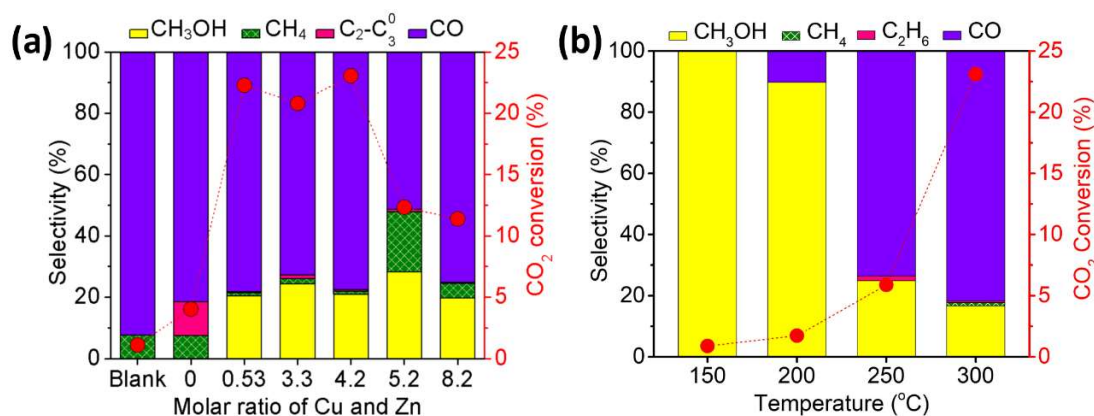 (a)
CH₃OH CH₄ C₂-C₃⁰ CO
100
80
60
40
20
0
Selectivity (%)
25
20
15
10
5
0
CO₂ conversion (%)
Blank 0 0.53 3.3 4.2 5.2 8.2
Molar ratio of Cu and Zn
(b)
CH₃OH CH₄ C₂H₆ CO
100
80
60
40
20
0
Selectivity (%)
25
20
15
10
5
0
CO₂ Conversion (%)
150 200 250 300
Temperature (°C)